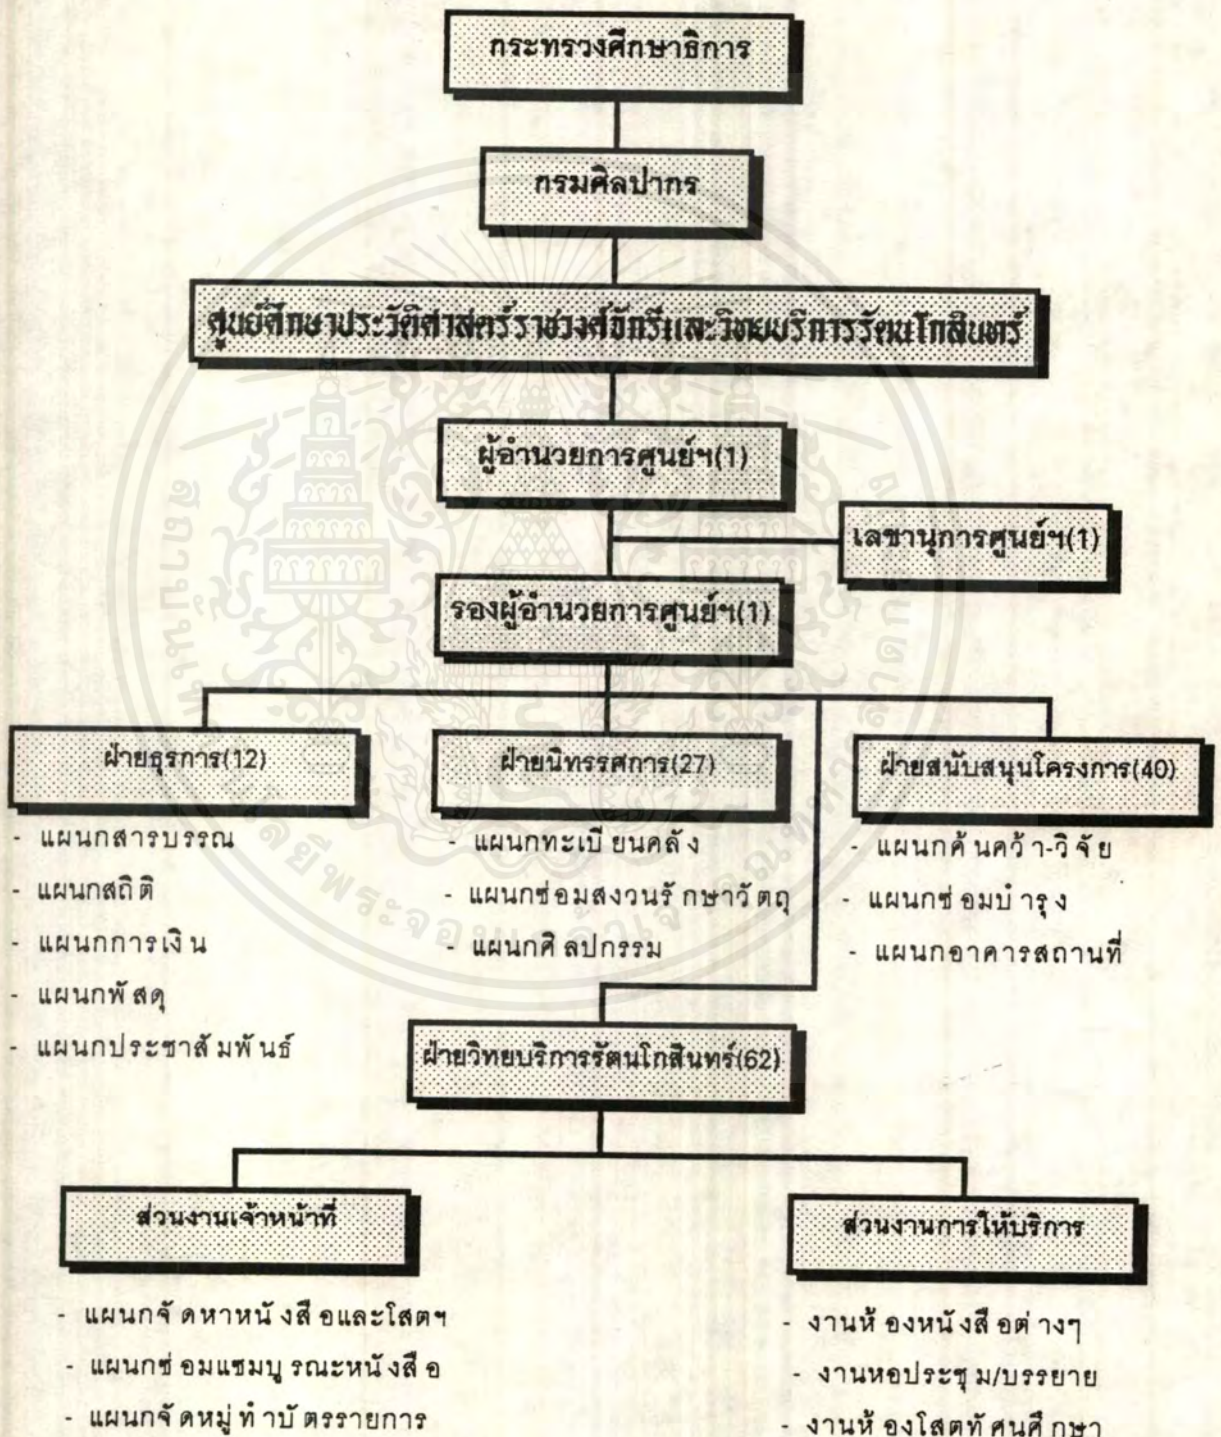 กระทรวงศึกษาธิการ
กรมศิลปากร
ศูนย์ศึกษาประวัติศาสตร์ราชวงศ์จักรีและวิทยบริการรัตนโกสินทร์
ผู้อำนวยการศูนย์ฯ(1)
เลขานุการศูนย์ฯ(1)
รองผู้อำนวยการศูนย์ฯ(1)
ฝ่ายธุรการ(12)
- แผนกสารบรรณ
- แผนกสถิติ
- แผนกการเงิน
- แผนกพัสดุ
- แผนกประชาสัมพันธ์
ฝ่ายนิทรรศการ(27)
- แผนกทะเบียนคลัง
- แผนกซ่อมสงวนรักษาวัตถุ
- แผนกศิลปกรรม
ฝ่ายสนับสนุนโครงการ(40)
- แผนกค้นคว้า-วิจัย
- แผนกซ่อมบำรุง
- แผนกอาคารสถานที่
ฝ่ายวิทยบริการรัตนโกสินทร์(62)
ส่วนงานเจ้าหน้าที่
- แผนกจัดหาหนังสือและโสตฯ
- แผนกซ่อมแซมบูรณะหนังสือ
- แผนกจัดหมู่ทำบัตรรายการ
ส่วนงานการให้บริการ
- งานห้องหนังสือต่างๆ
- งานหอประชุม/บรรยาย
- งานห้องโสตทัศนศึกษา